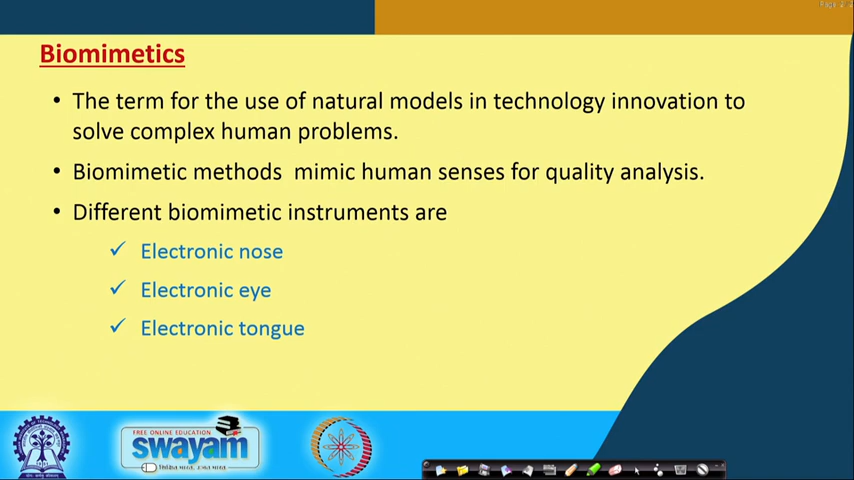 Biomimetics
• The term for the use of natural models in technology innovation to
solve complex human problems.
• Biomimetic methods mimic human senses for quality analysis.
• Different biomimetic instruments are
✓ Electronic nose
✓ Electronic eye
✓ Electronic tongue
FREE ONLINE EDUCATION
swayam